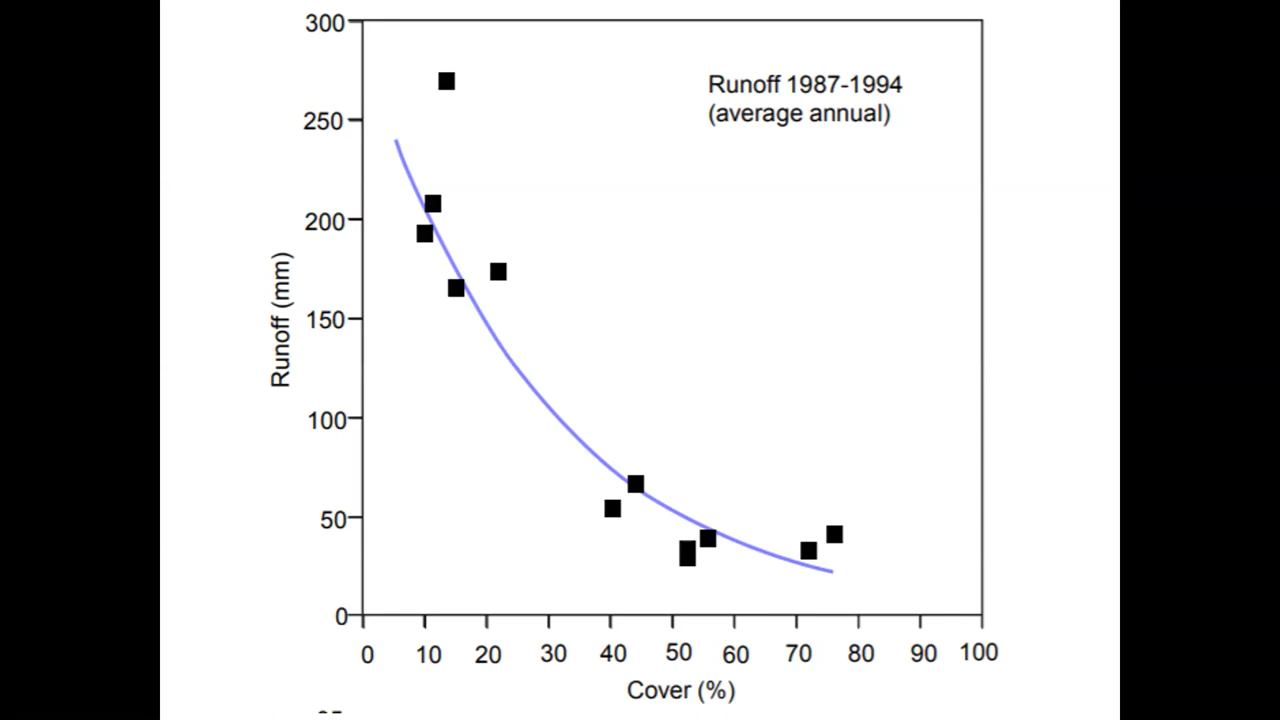 300
Runoff 1987-1994
(average annual)
250
200
150
100
50
0
Runoff (mm)
0 10 20 30 40 50 60 70 80 90 100
Cover (%)